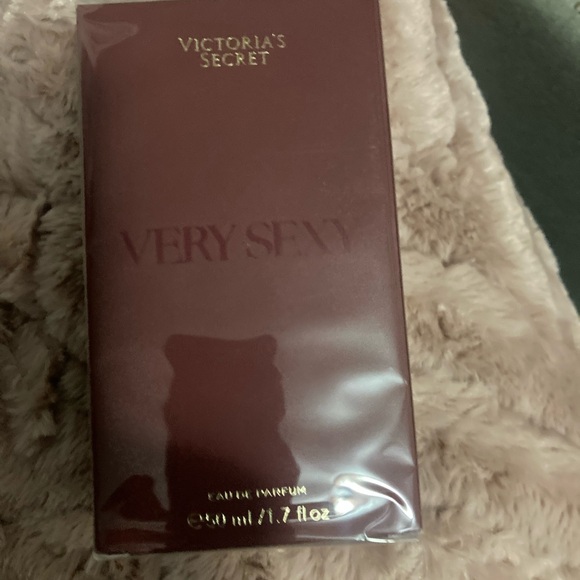 VICTORIA'S
SECRET
VERY SEXY
EAU DE PARFUM
℮50 ml/1.7 fl oz